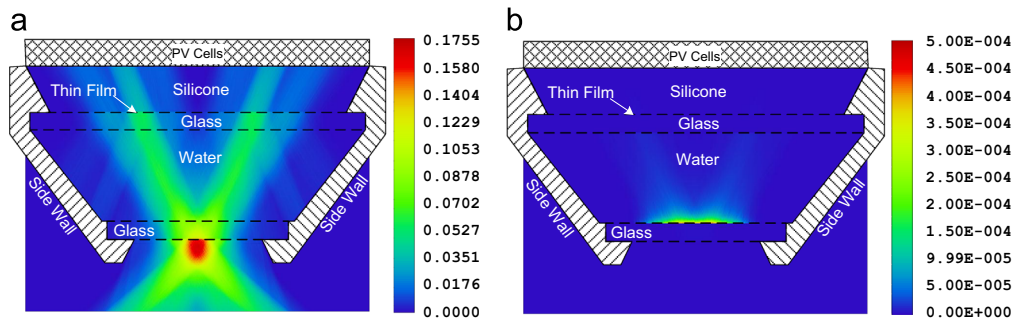 a
PV Cells
Thin Film
Silicone
Glass
Water
Side Wall
Side Wall
Glass
0.1755
0.1580
0.1404
0.1229
0.1053
0.0878
0.0702
0.0527
0.0351
0.0176
0.0000
b
PV Cells
Thin Film
Silicone
Glass
Water
Side Wall
Side Wall
Glass
5.00E-004
4.50E-004
4.00E-004
3.50E-004
3.00E-004
2.50E-004
2.00E-004
1.50E-004
9.99E-005
5.00E-005
0.00E+000